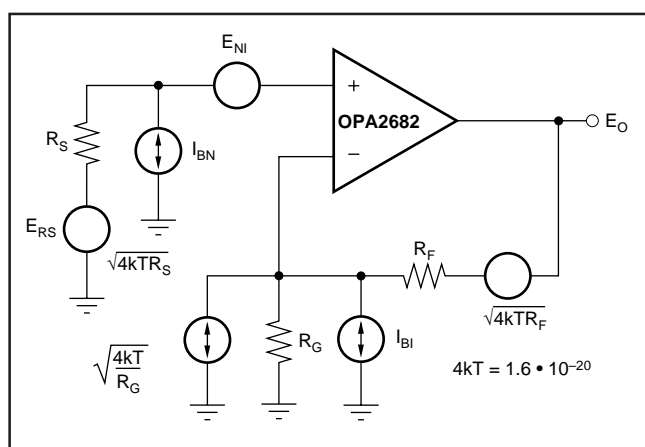 E_NI
+
OPA2682
−
E_O
R_S
I_BN
E_RS
√4kTR_S
R_F
√4kTR_F
√4kT/R_G
R_G
I_BI
4kT = 1.6 • 10^–20